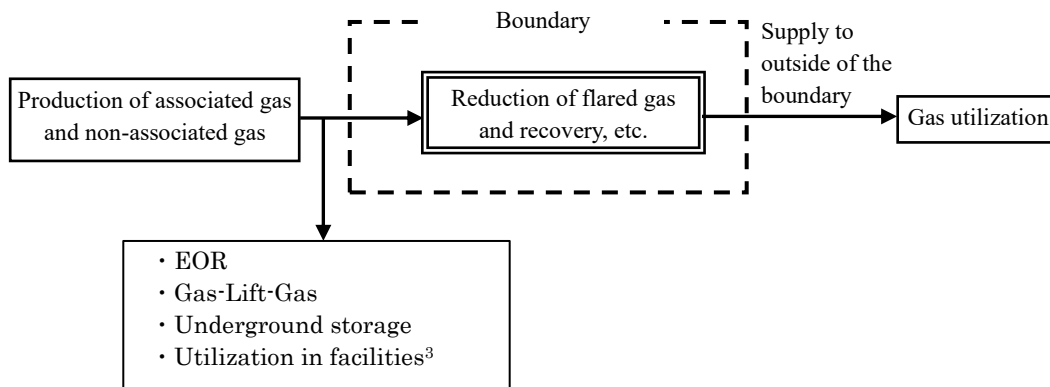 Boundary
Supply to
outside of the
boundary
Production of associated gas
and non-associated gas
Reduction of flared gas
and recovery, etc.
Gas utilization
・EOR
・Gas-Lift-Gas
・Underground storage
・Utilization in facilities³